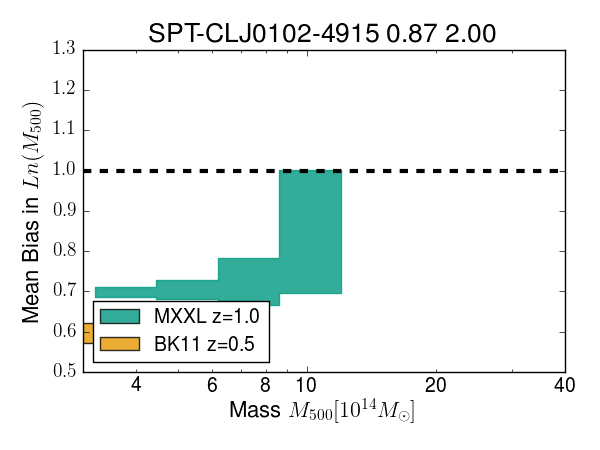 SPT-CLJ0102-4915 0.87 2.00
1.3
1.2
1.1
1.0
0.9
0.8
0.7
0.6
0.5
Mean Bias in Ln(M500)
MXXL z=1.0
BK11 z=0.5
4 6 8 10 20 40
Mass M500[10^14 M⊙]